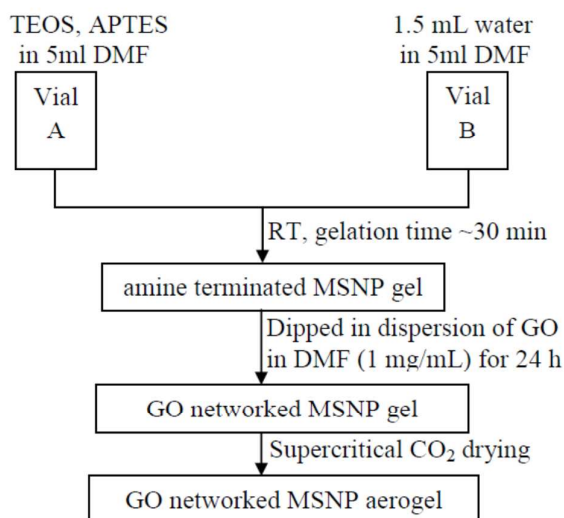 TEOS, APTES
in 5ml DMF
1.5 mL water
in 5ml DMF
Vial
A
Vial
B
RT, gelation time ~30 min
amine terminated MSNP gel
Dipped in dispersion of GO
in DMF (1 mg/mL) for 24 h
GO networked MSNP gel
Supercritical CO₂ drying
GO networked MSNP aerogel